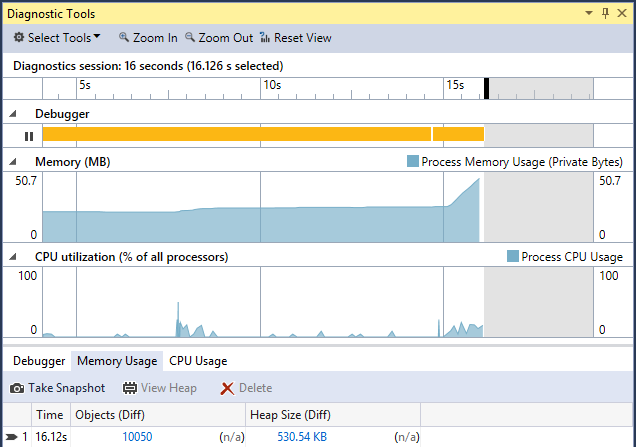 Diagnostic Tools
Select Tools Zoom In Zoom Out Reset View
Diagnostics session: 16 seconds (16.126 s selected)
5s 10s 15s
Debugger
Memory (MB) Process Memory Usage (Private Bytes)
50.7 50.7
0 0
CPU utilization (% of all processors) Process CPU Usage
100 100
0 0
Debugger Memory Usage CPU Usage
Take Snapshot View Heap Delete
Time Objects (Diff) Heap Size (Diff)
1 16.12s 10050 (n/a) 530.54 KB (n/a)